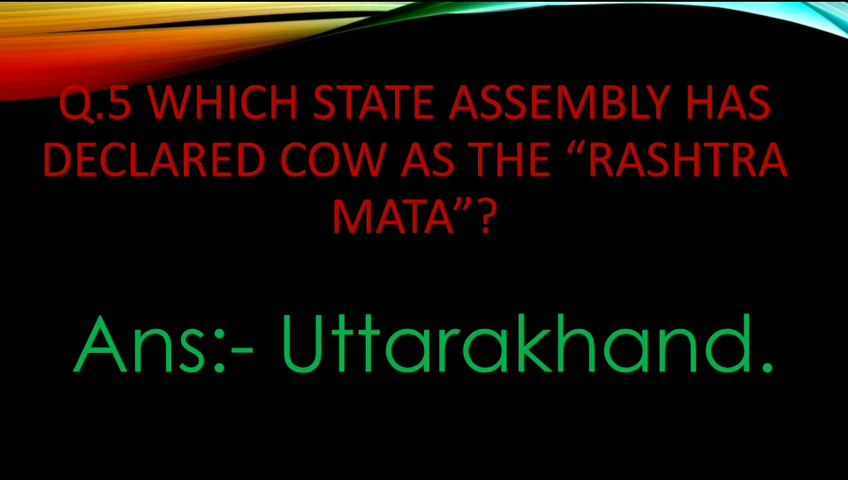 Q.5 WHICH STATE ASSEMBLY HAS
DECLARED COW AS THE “RASHTRA
MATA”?
Ans:- Uttarakhand.